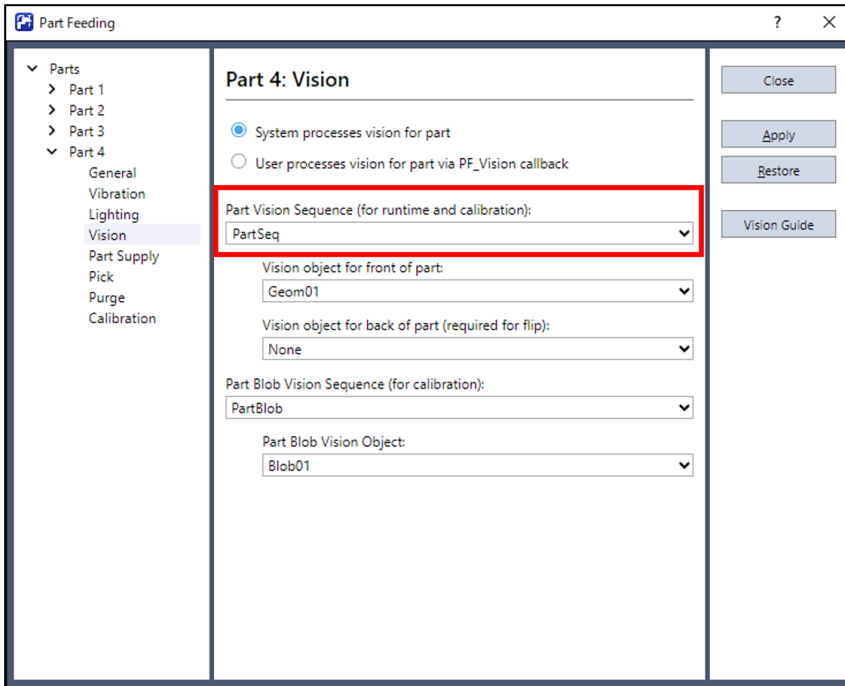 Part Feeding
?
Parts
Part 1
Part 2
Part 3
Part 4
General
Vibration
Lighting
Vision
Part Supply
Pick
Purge
Calibration
Part 4: Vision
System processes vision for part
User processes vision for part via PF_Vision callback
Part Vision Sequence (for runtime and calibration):
PartSeq
Vision object for front of part:
Geom01
Vision object for back of part (required for flip):
None
Part Blob Vision Sequence (for calibration):
PartBlob
Part Blob Vision Object:
Blob01
Close
Apply
Restore
Vision Guide